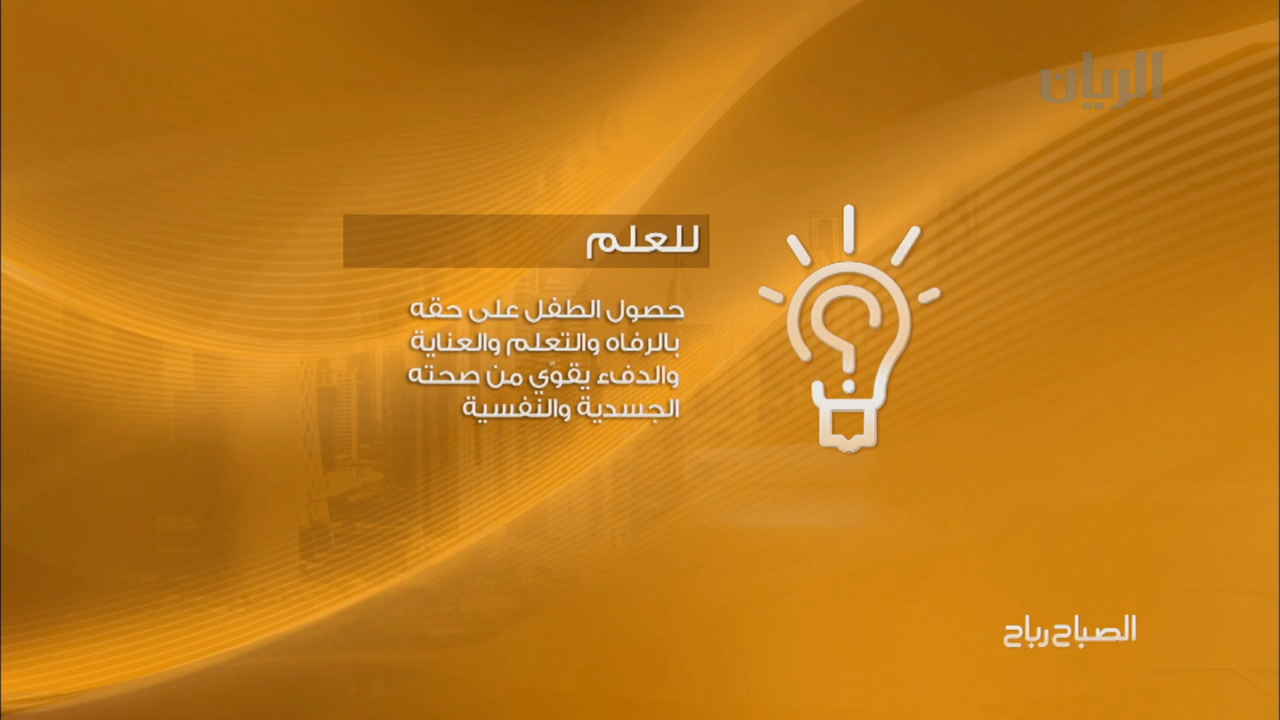 الريان
للعلم
حصول الطفل على حقه
بالرفاه والتعلم والعناية
والدفء يقوّي من صحته
الجسدية والنفسية
الصباح رباح